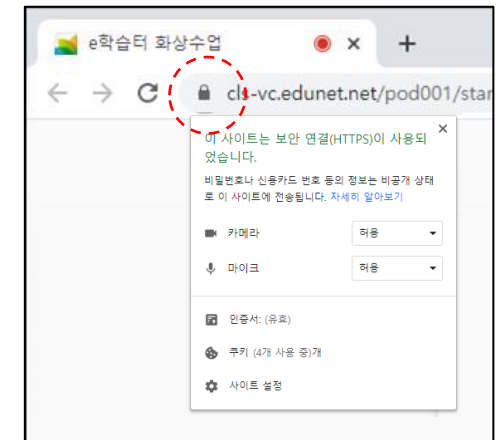 e학습터 화상수업
cls-vc.edunet.net/pod001/star
이 사이트는 보안 연결(HTTPS)이 사용되
었습니다.
비밀번호나 신용카드 번호 등의 정보는 비공개 상태
로 이 사이트에 전송됩니다. 자세히 알아보기
카메라 허용
마이크 허용
인증서: (유효)
쿠키 (4개 사용 중)개
사이트 설정